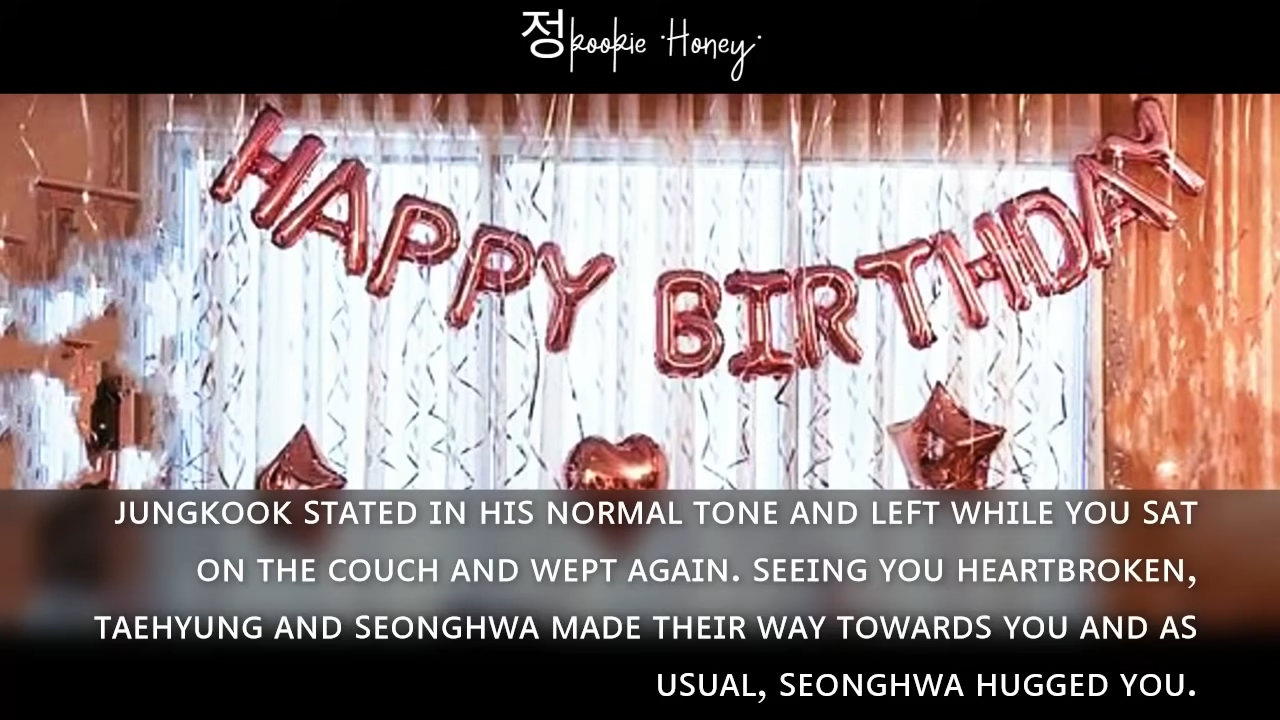 정kookie Honey
HAPPY BIRTHDAY
JUNGKOOK STATED IN HIS NORMAL TONE AND LEFT WHILE YOU SAT
ON THE COUCH AND WEPT AGAIN. SEEING YOU HEARTBROKEN,
TAEHYUNG AND SEONGHWA MADE THEIR WAY TOWARDS YOU AND AS
USUAL, SEONGHWA HUGGED YOU.